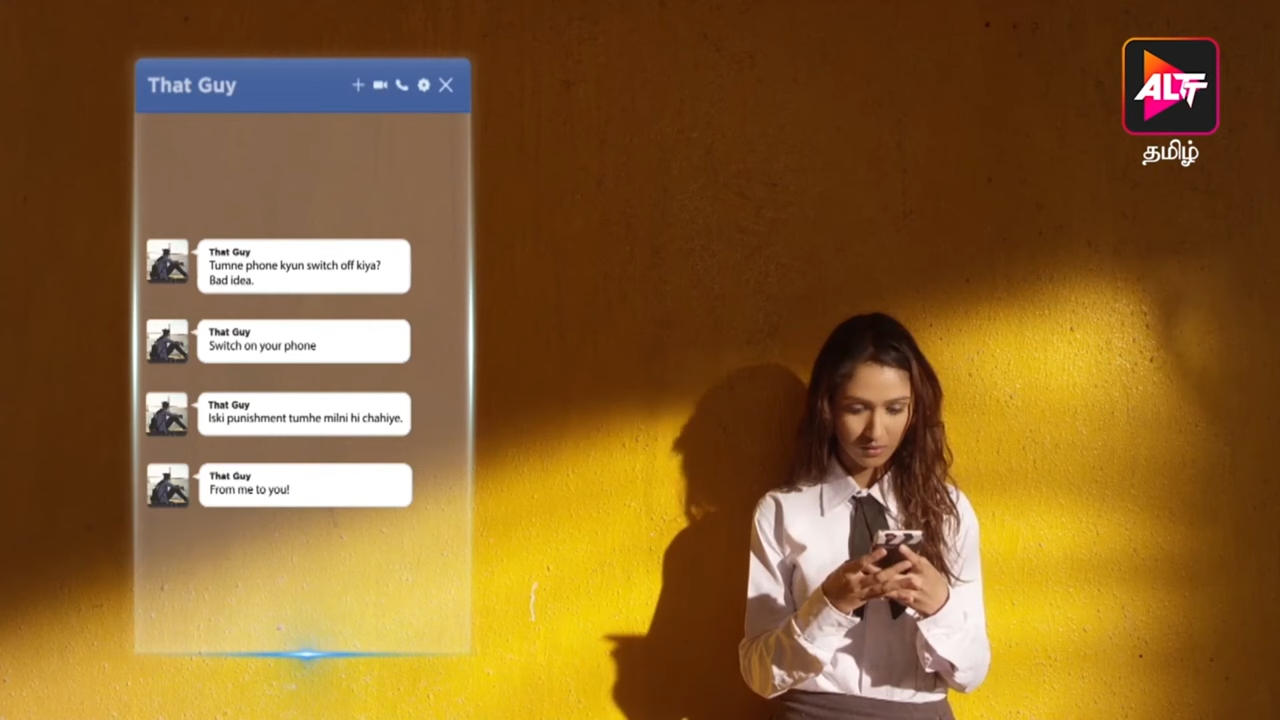 That Guy
That Guy
Tumne phone kyun switch off kiya?
Bad idea.
That Guy
Switch on your phone
That Guy
Iski punishment tumhe milni hi chahiye.
That Guy
From me to you!
ALTT
தமிழ்